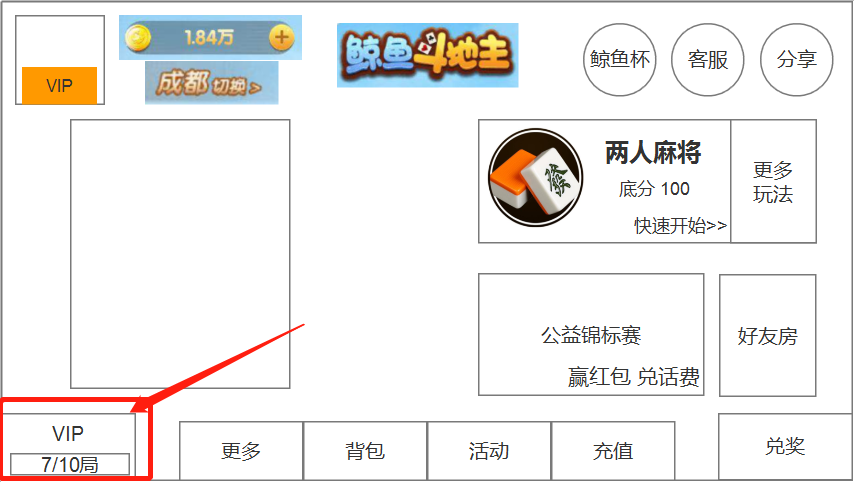 VIP
1.84万
成都 切换>
鲸鱼斗地主
鲸鱼杯
客服
分享
两人麻将
底分 100
快速开始>>
發
更多
玩法
公益锦标赛
赢红包 兑话费
好友房
VIP
7/10局
更多
背包
活动
充值
兑奖